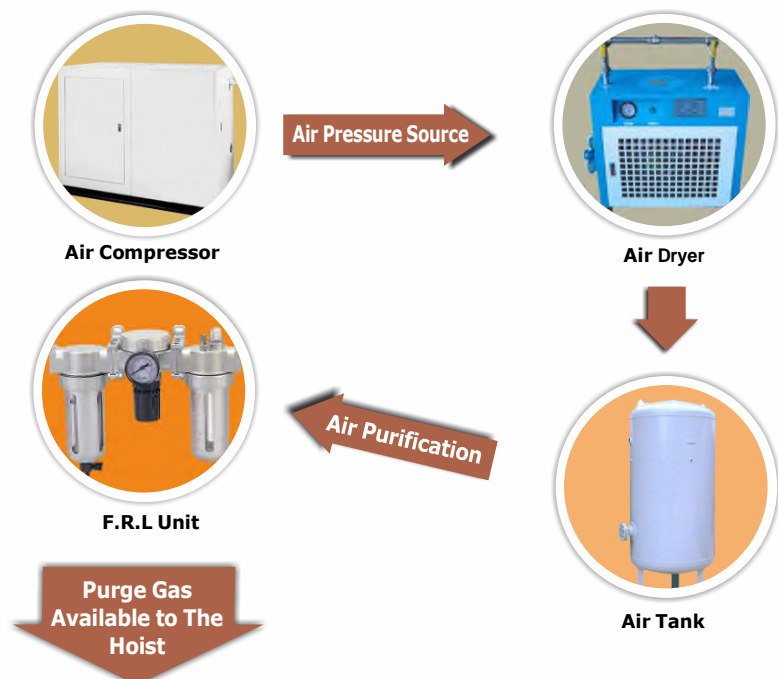 Air Pressure Source
Air Compressor
Air Dryer
Air Purification
F.R.L Unit
Air Tank
Purge Gas
Available to The
Hoist